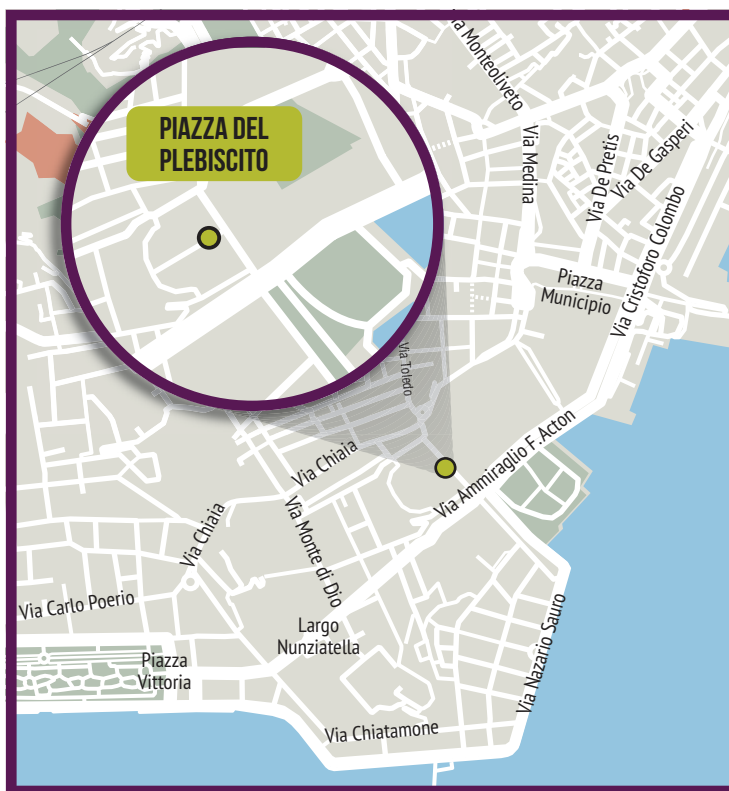 Via Monteoliveto
PIAZZA DEL
PLEBISCITO
Via Medina
Via De Pretis
Via De Gasperi
Via Cristoforo Colombo
Piazza
Municipio
Via Toledo
Via Ammiraglio F. Acton
Via Chiaia
Via Chiaia
Via Monte di Dio
Via Carlo Poerio
Largo
Nunziatella
Via Nazario Sauro
Piazza
Vittoria
Via Chiatamone